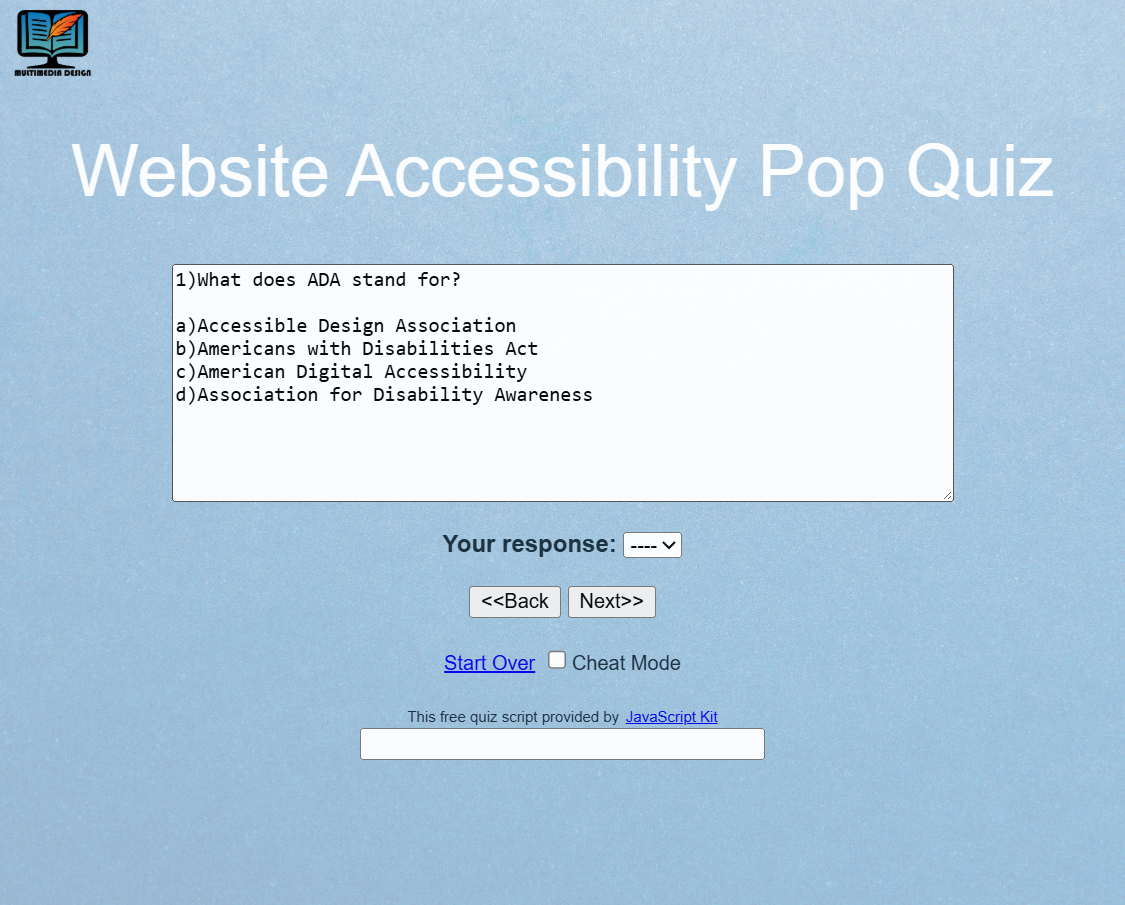 MULTIMEDIA DESIGN
Website Accessibility Pop Quiz
1)What does ADA stand for?
a)Accessible Design Association
b)Americans with Disabilities Act
c)American Digital Accessibility
d)Association for Disability Awareness
Your response: ----
<<Back Next>>
Start Over Cheat Mode
This free quiz script provided by JavaScript Kit